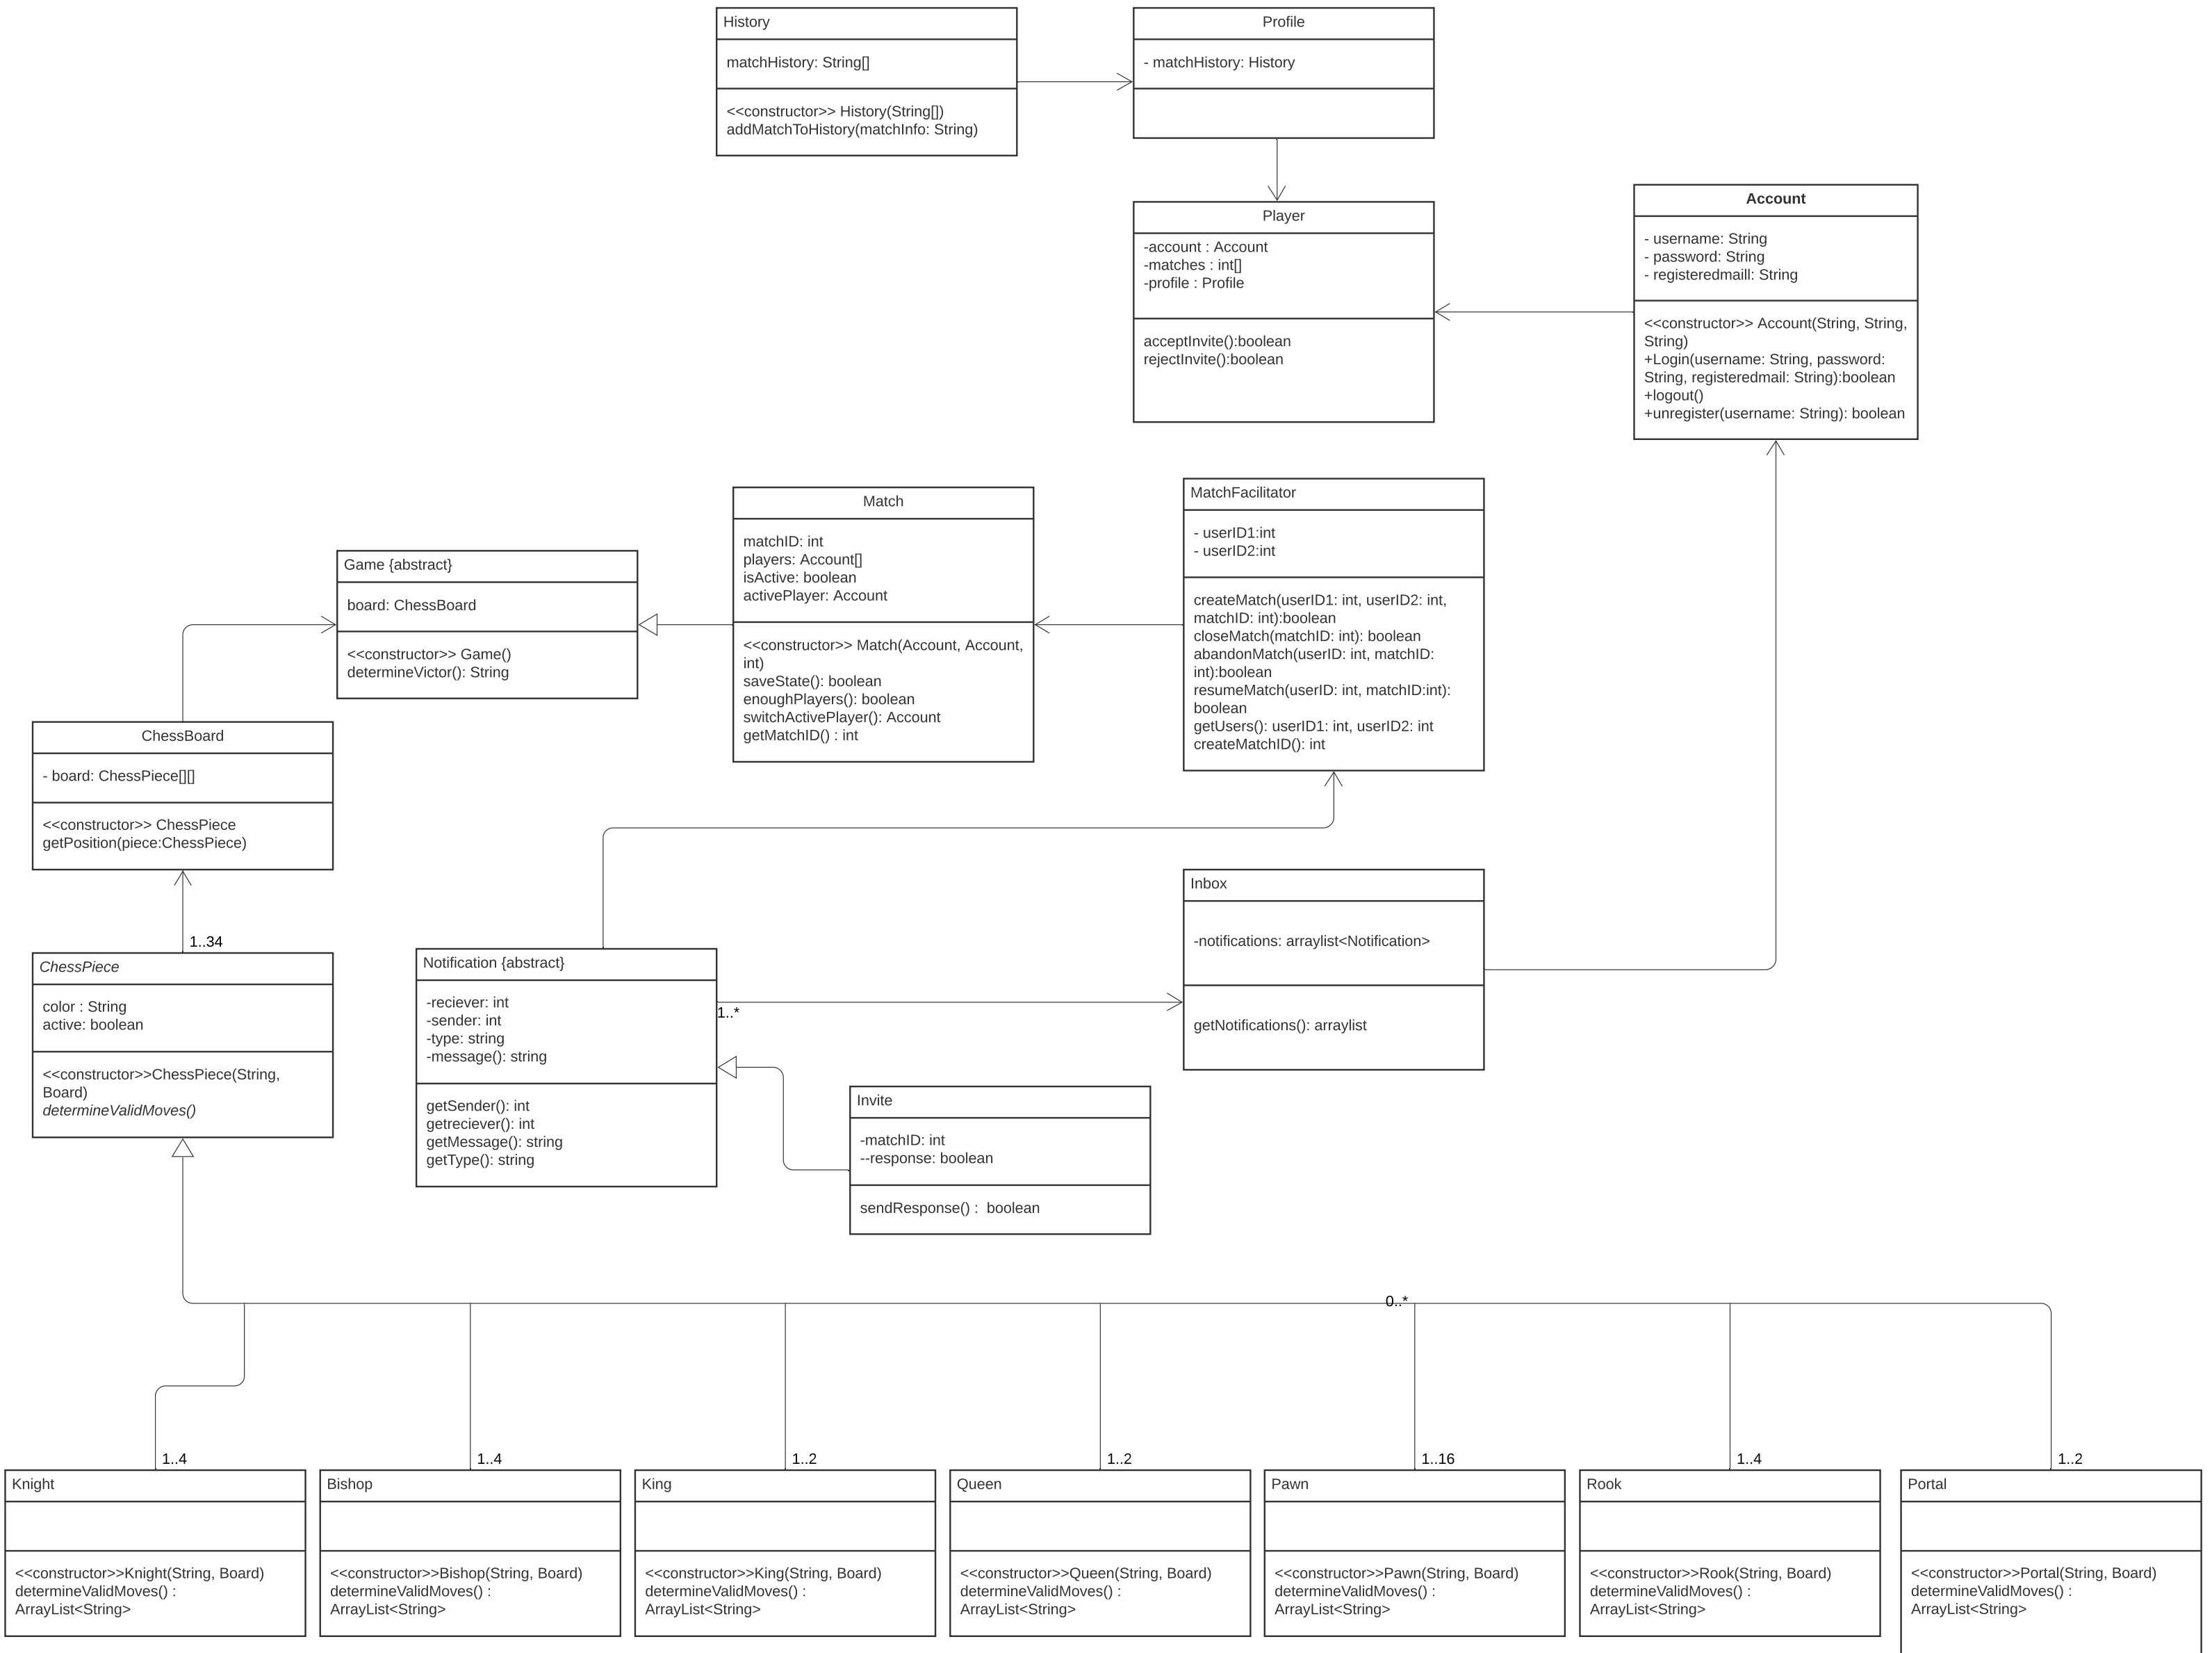 History
matchHistory: String[]
<<constructor>> History(String[])
addMatchToHistory(matchInfo: String)
Profile
- matchHistory: History
Player
-account : Account
-matches : int[]
-profile : Profile
acceptInvite():boolean
rejectInvite():boolean
Account
- username: String
- password: String
- registeredmaill: String
<<constructor>> Account(String, String,
String)
+Login(username: String, password:
String, registeredmail: String):boolean
+logout()
+unregister(username: String): boolean
Game {abstract}
board: ChessBoard
<<constructor>> Game()
determineVictor(): String
Match
matchID: int
players: Account[]
isActive: boolean
activePlayer: Account
<<constructor>> Match(Account, Account,
int)
saveState(): boolean
enoughPlayers(): boolean
switchActivePlayer(): Account
getMatchID() : int
MatchFacilitator
- userID1:int
- userID2:int
createMatch(userID1: int, userID2: int,
matchID: int):boolean
closeMatch(matchID: int): boolean
abandonMatch(userID: int, matchID:
int):boolean
resumeMatch(userID: int, matchID:int):
boolean
getUsers(): userID1: int, userID2: int
createMatchID(): int
ChessBoard
- board: ChessPiece[][]
<<constructor>> ChessPiece
getPosition(piece:ChessPiece)
1..34
ChessPiece
color : String
active: boolean
<<constructor>>ChessPiece(String,
Board)
determineValidMoves()
Notification {abstract}
-reciever: int
-sender: int
-type: string
-message(): string
getSender(): int
getreciever(): int
getMessage(): string
getType(): string
1..*
Inbox
-notifications: arraylist<Notification>
getNotifications(): arraylist
Invite
-matchID: int
--response: boolean
sendResponse() :  boolean
0..*
1..4
Knight
<<constructor>>Knight(String, Board)
determineValidMoves() :
ArrayList<String>
1..4
Bishop
<<constructor>>Bishop(String, Board)
determineValidMoves() :
ArrayList<String>
1..2
King
<<constructor>>King(String, Board)
determineValidMoves() :
ArrayList<String>
1..2
Queen
<<constructor>>Queen(String, Board)
determineValidMoves() :
ArrayList<String>
1..16
Pawn
<<constructor>>Pawn(String, Board)
determineValidMoves() :
ArrayList<String>
1..4
Rook
<<constructor>>Rook(String, Board)
determineValidMoves() :
ArrayList<String>
1..2
Portal
<<constructor>>Portal(String, Board)
determineValidMoves() :
ArrayList<String>